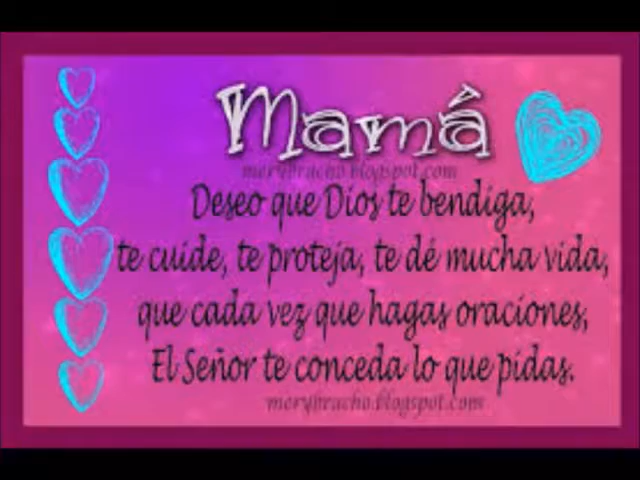 Mamá
merybracho.blogspot.com
Deseo que Dios te bendiga,
te cuide, te proteja, te dé mucha vida,
que cada vez que hagas oraciones,
El Señor te conceda lo que pidas.
merybracho.blogspot.com